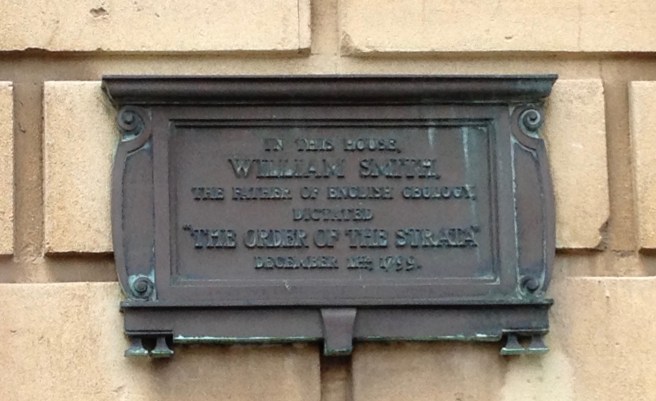 IN THIS HOUSE,
WILLIAM SMITH,
THE FATHER OF ENGLISH GEOLOGY,
DICTATED
"THE ORDER OF THE STRATA"
DECEMBER 11TH, 1799.